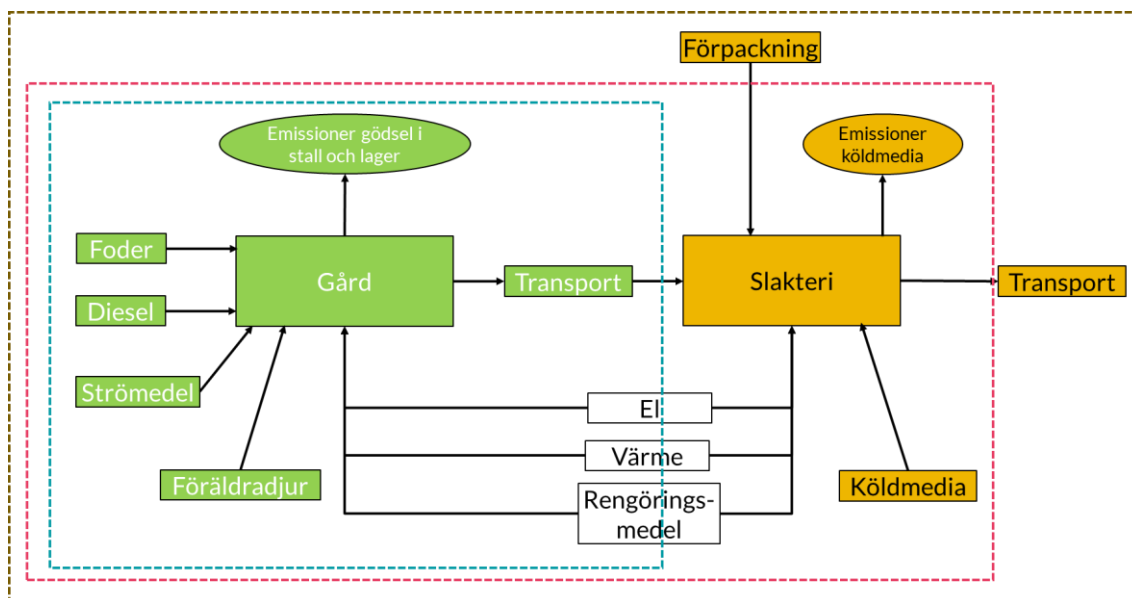 Förpackning
Emissioner gödsel i
stall och lager
Emissioner
köldmedia
Foder
Gård
Transport
Slakteri
Transport
Diesel
Strömedel
El
Värme
Föräldradjur
Rengörings-
medel
Köldmedia